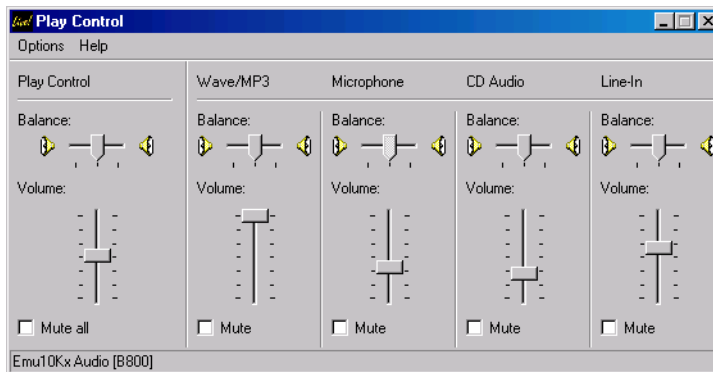 Live! Play Control
Options Help
Play Control Wave/MP3 Microphone CD Audio Line-In
Balance: Balance: Balance: Balance: Balance:
Volume: Volume: Volume: Volume: Volume:
Mute all Mute Mute Mute Mute
Emu10Kx Audio [B800]